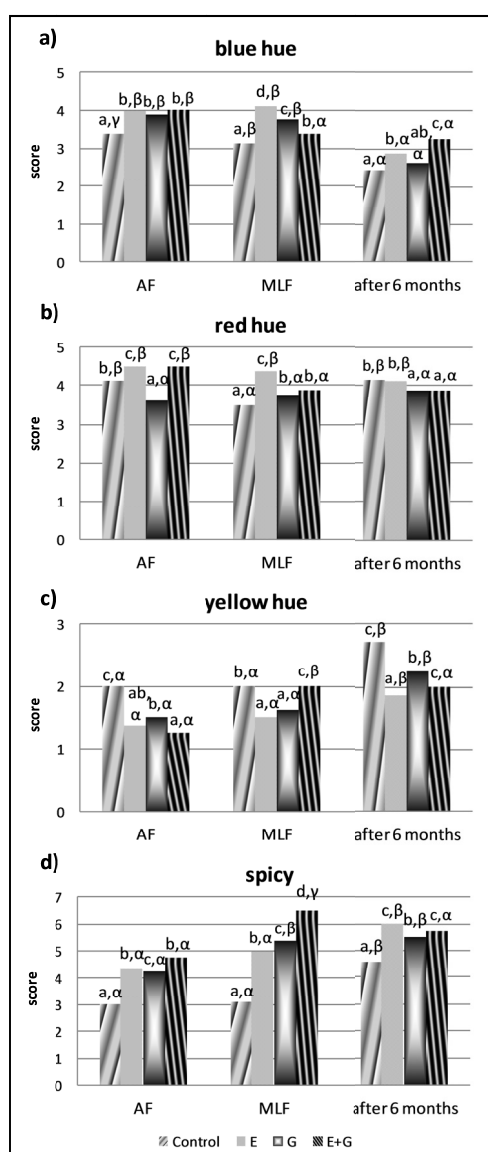 a)
blue hue
5
4
3
2
1
0
score
a,γ b,β b,β b,β
a,β d,β c,β b,α
a,α b,α ab, α c,α
AF MLF after 6 months
b)
red hue
5
4
3
2
1
0
score
b,β c,β a,α c,β
a,α c,β b,α b,α
b,β b,β a,α a,α
AF MLF after 6 months
c)
yellow hue
3
2
1
0
score
c,α ab, α b,α a,α
b,α a,α a,α c,β
c,β a,β b,β c,α
AF MLF after 6 months
d)
spicy
7
6
5
4
3
2
1
0
score
a,α b,α c,α b,α
a,α b,α c,β d,γ
a,β c,β b,β c,α
AF MLF after 6 months
Control E G E+G